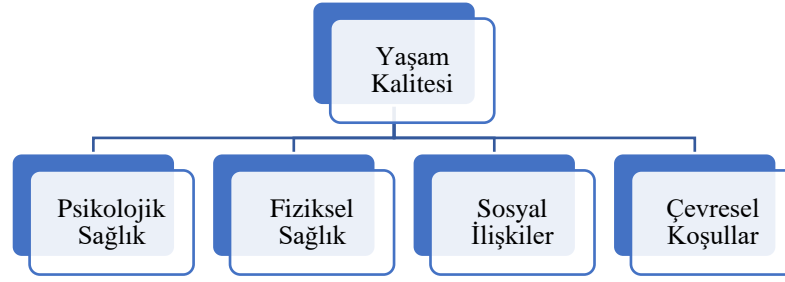 Yaşam
Kalitesi
Psikolojik
Sağlık
Fiziksel
Sağlık
Sosyal
İlişkiler
Çevresel
Koşullar